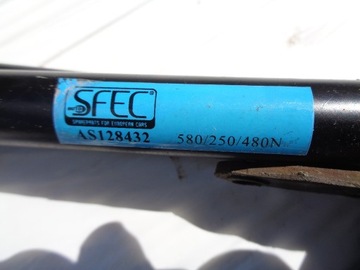 SFEC
SPAREPARTS FOR EUROPEAN CARS
AS128432
580/250/480N